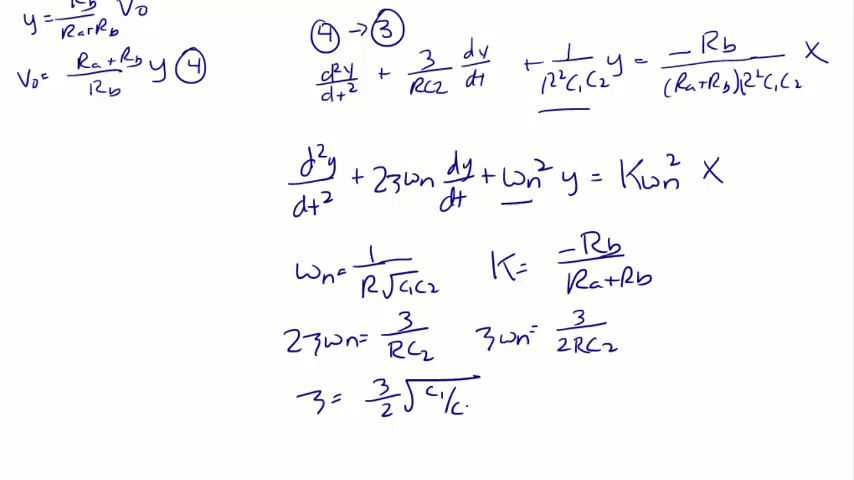 y = Rb/(Ra+Rb) Vo
Vo = (Ra+Rb)/Rb y ④
④ → ③
d²y/dt² + 3/(RC2) dy/dt + 1/(R²C1C2) y = -Rb/((Ra+Rb)R²C1C2) X
d²y/dt² + 2ζωn dy/dt + ωn² y = Kωn² X
ωn = 1/(R√C1C2)   K = -Rb/(Ra+Rb)
2ζωn = 3/(RC2)   ζωn = 3/(2RC2)
ζ = 3/2 √C1/C